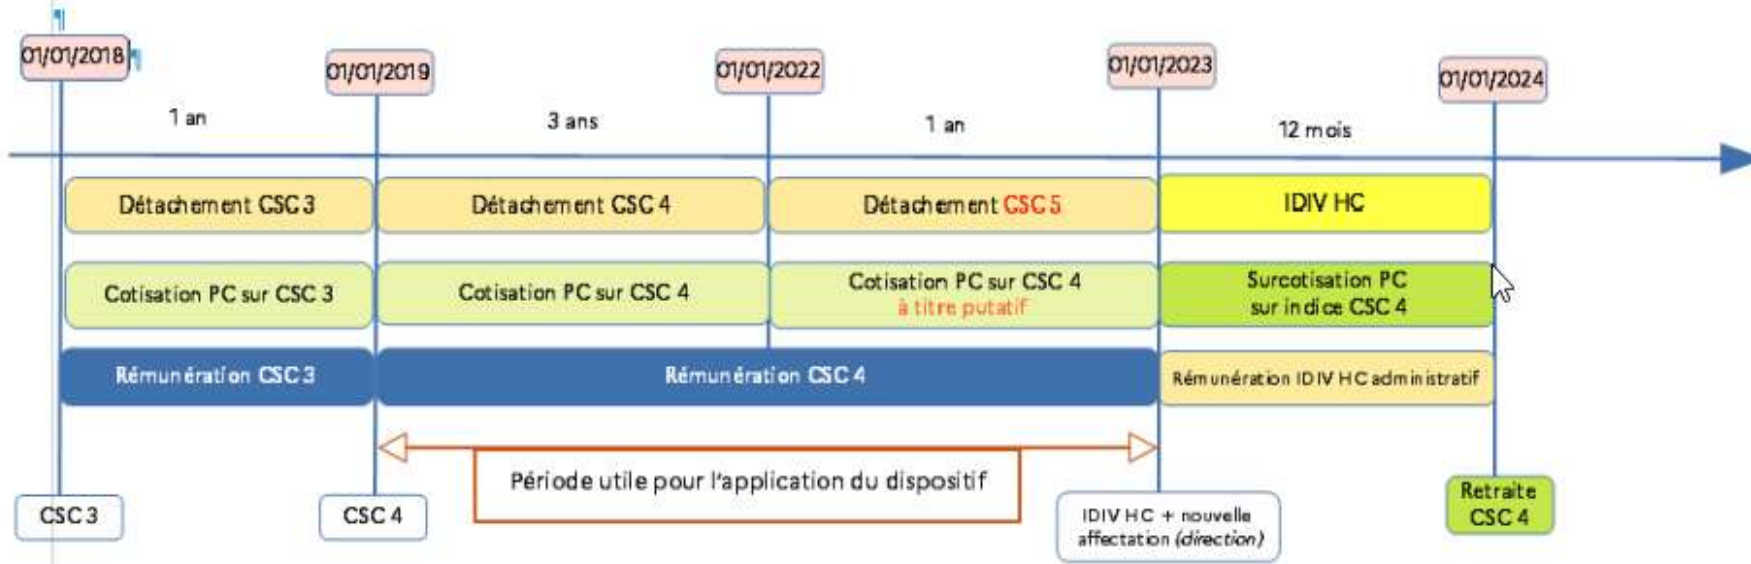 ¶
01/01/2018 ¶
01/01/2019
01/01/2022
01/01/2023
01/01/2024
1 an
3 ans
1 an
12 mois
Détachement CSC 3
Détachement CSC 4
Détachement CSC 5
IDIV HC
Cotisation PC sur CSC 3
Cotisation PC sur CSC 4
Cotisation PC sur CSC 4
à titre putatif
Surcotisation PC
sur indice CSC 4
Rémunération CSC 3
Rémunération CSC 4
Rémunération IDIV HC administratif
Période utile pour l'application du dispositif
CSC 3
CSC 4
IDIV HC + nouvelle
affectation (direction)
Retraite
CSC 4